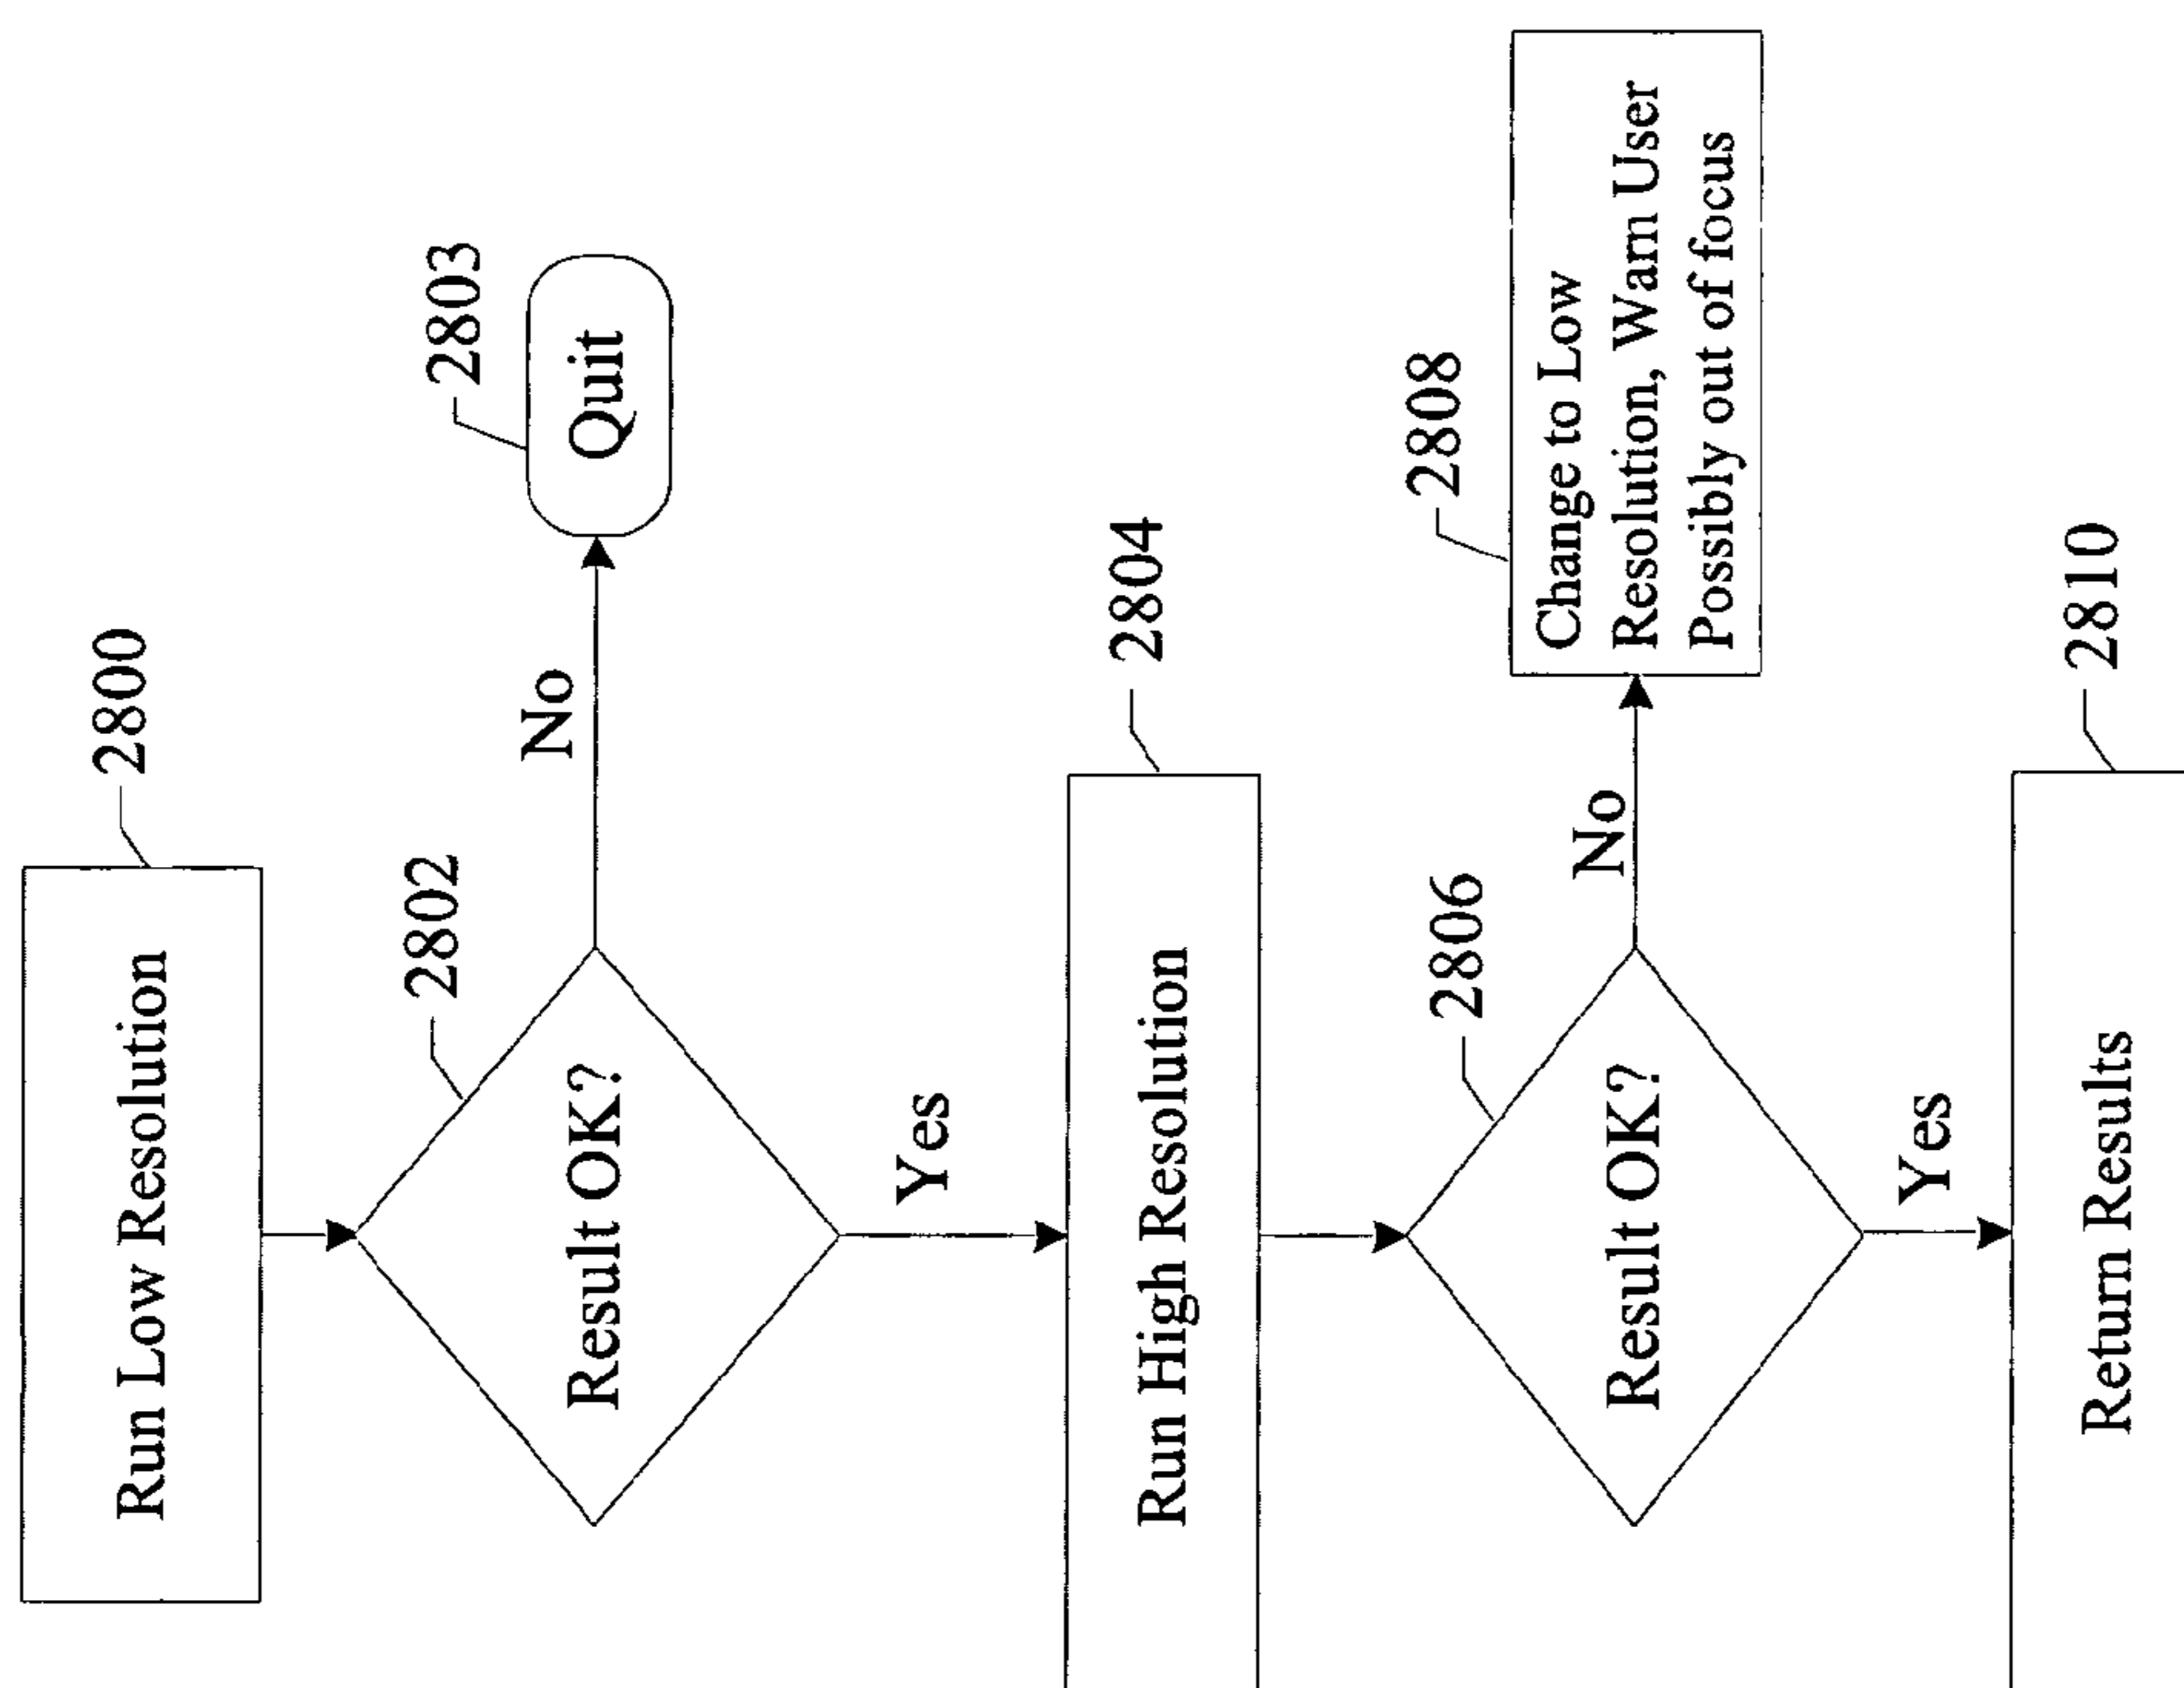 Run Low Resolution
2800
Result OK?
2802
No
Quit
2803
Yes
Run High Resolution
2804
Result OK?
2806
No
Change to Low
Resolution, Warn User
Possibly out of focus
2808
Yes
Return Results
2810